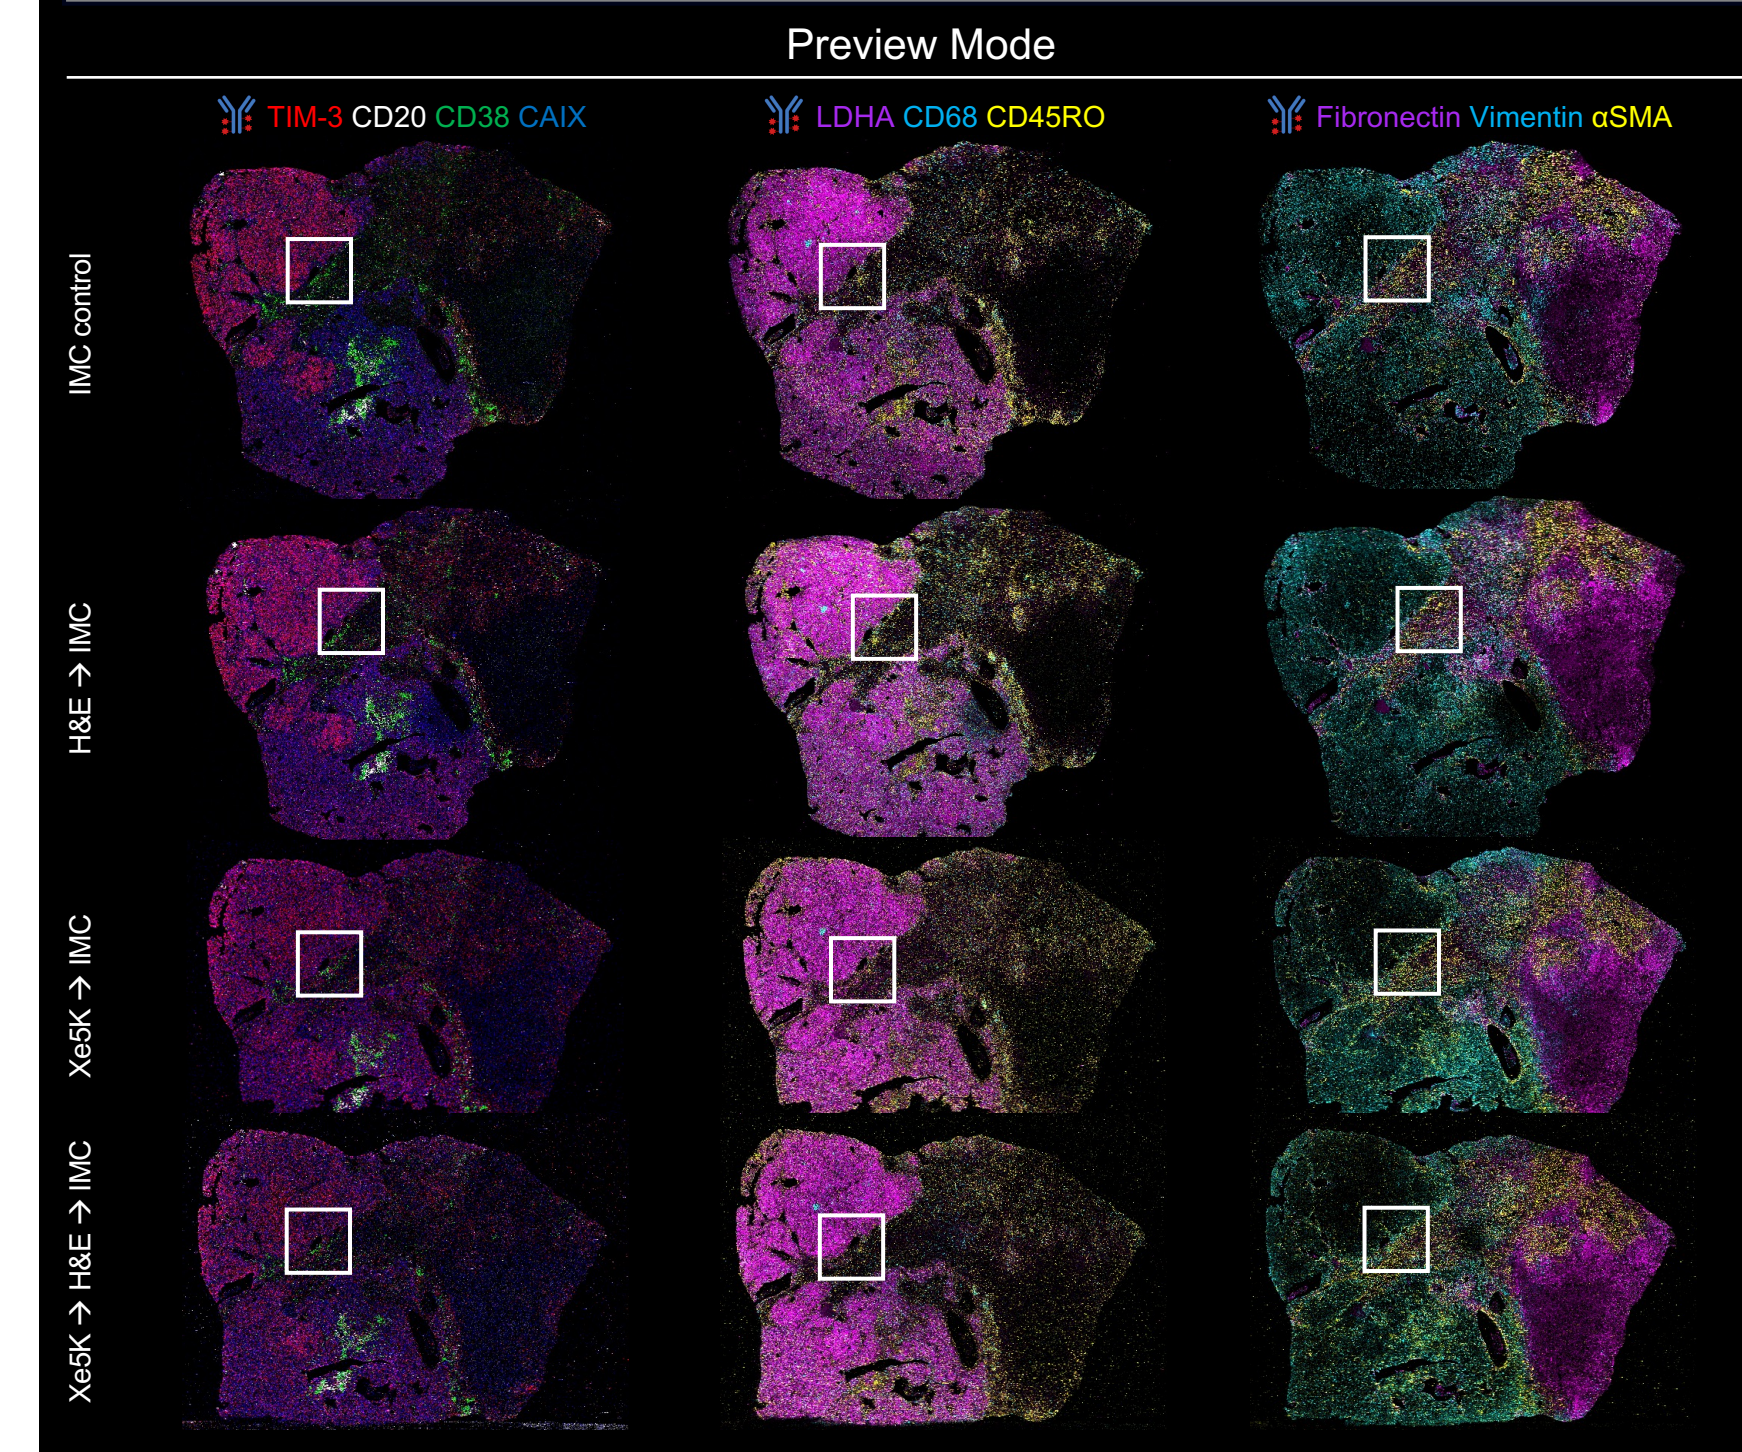 Preview Mode
TIM-3 CD20 CD38 CAIX
LDHA CD68 CD45RO
Fibronectin Vimentin αSMA
IMC control
H&E → IMC
Xe5K → IMC
Xe5K → H&E → IMC